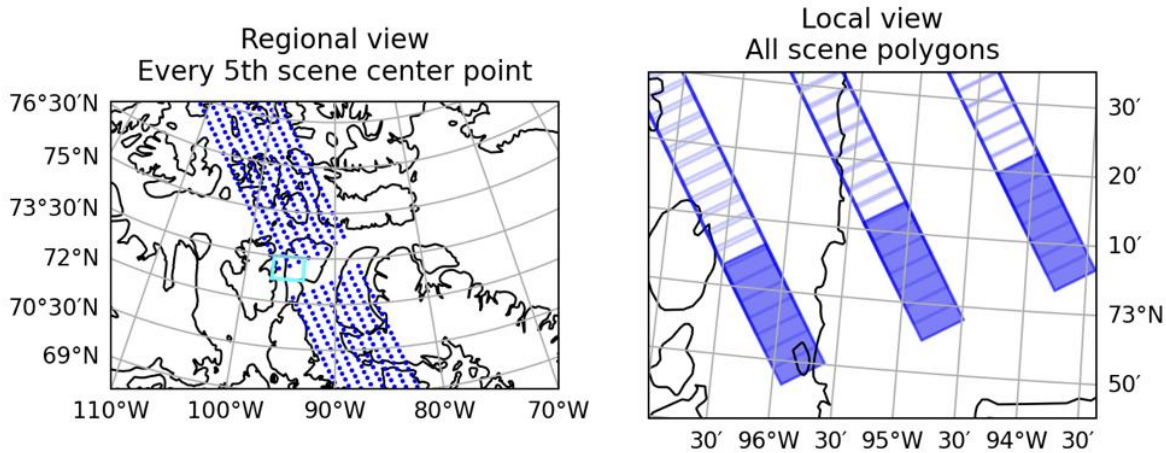 Regional view
Every 5th scene center point
76°30′N
75°N
73°30′N
72°N
70°30′N
69°N
110°W 100°W 90°W 80°W 70°W
Local view
All scene polygons
30′
20′
10′
73°N
50′
30′ 96°W 30′ 95°W 30′ 94°W 30′